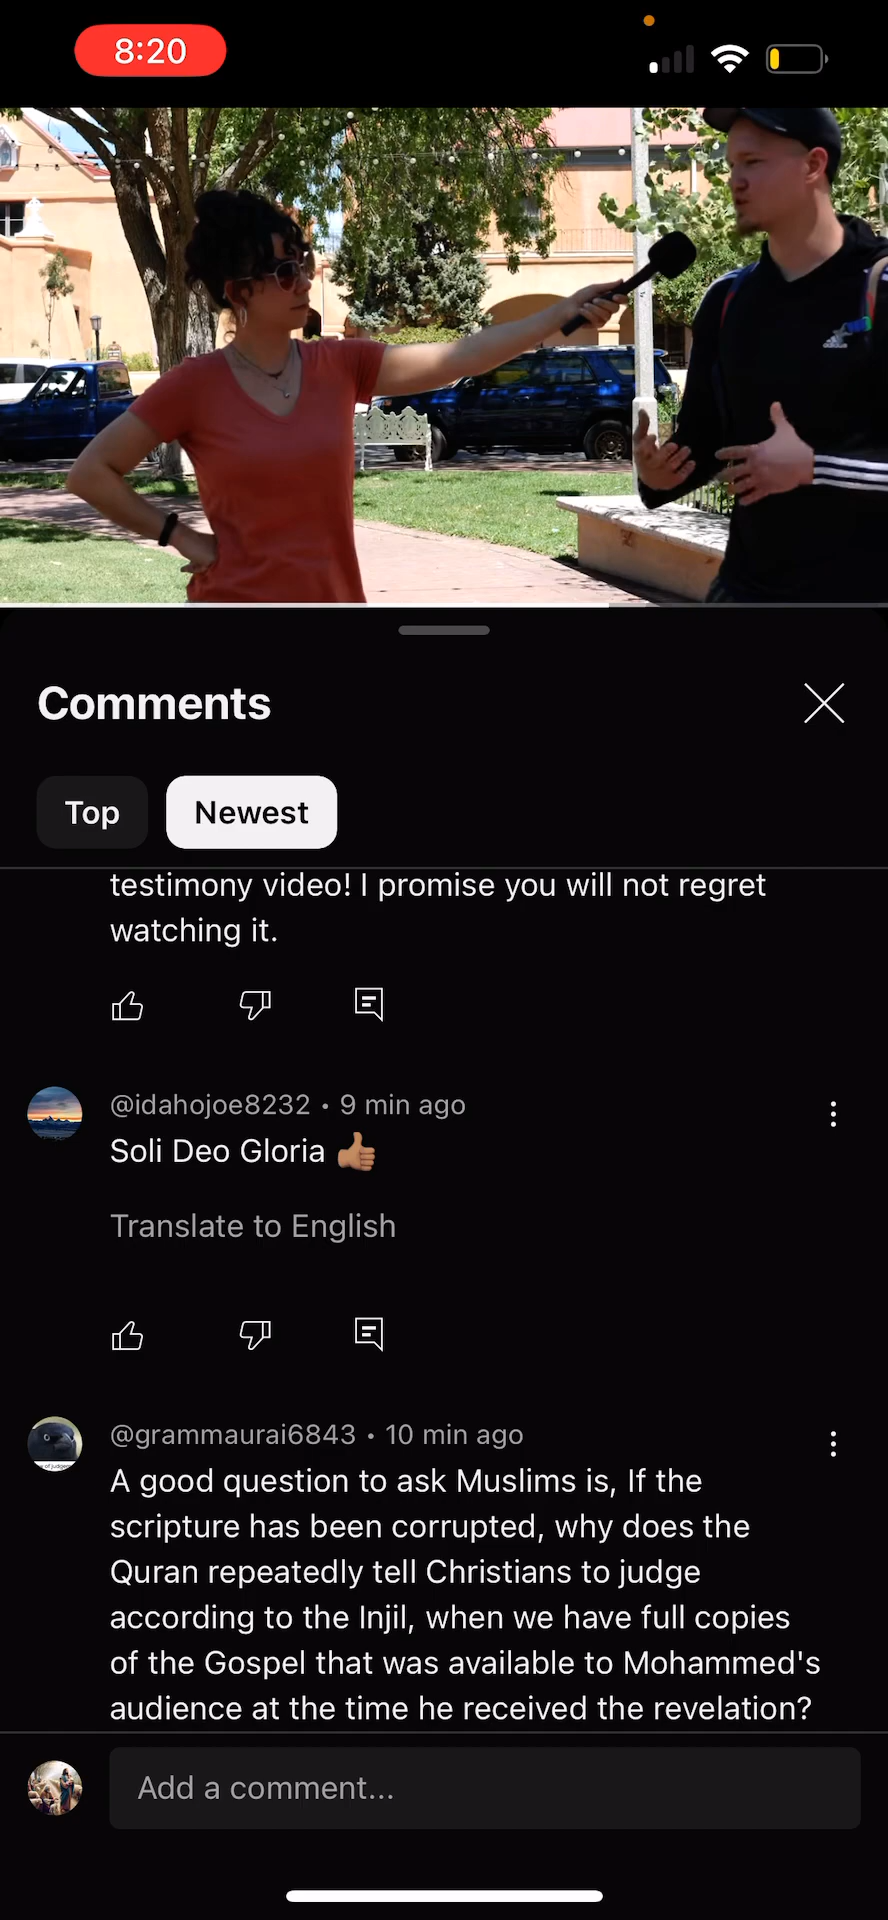 8:20
Comments
Top
Newest
testimony video! I promise you will not regret
watching it.
@idahojoe8232 • 9 min ago
Soli Deo Gloria 👍🏽
Translate to English
@grammaurai6843 • 10 min ago
A good question to ask Muslims is, If the
scripture has been corrupted, why does the
Quran repeatedly tell Christians to judge
according to the Injil, when we have full copies
of the Gospel that was available to Mohammed's
audience at the time he received the revelation?
Add a comment...